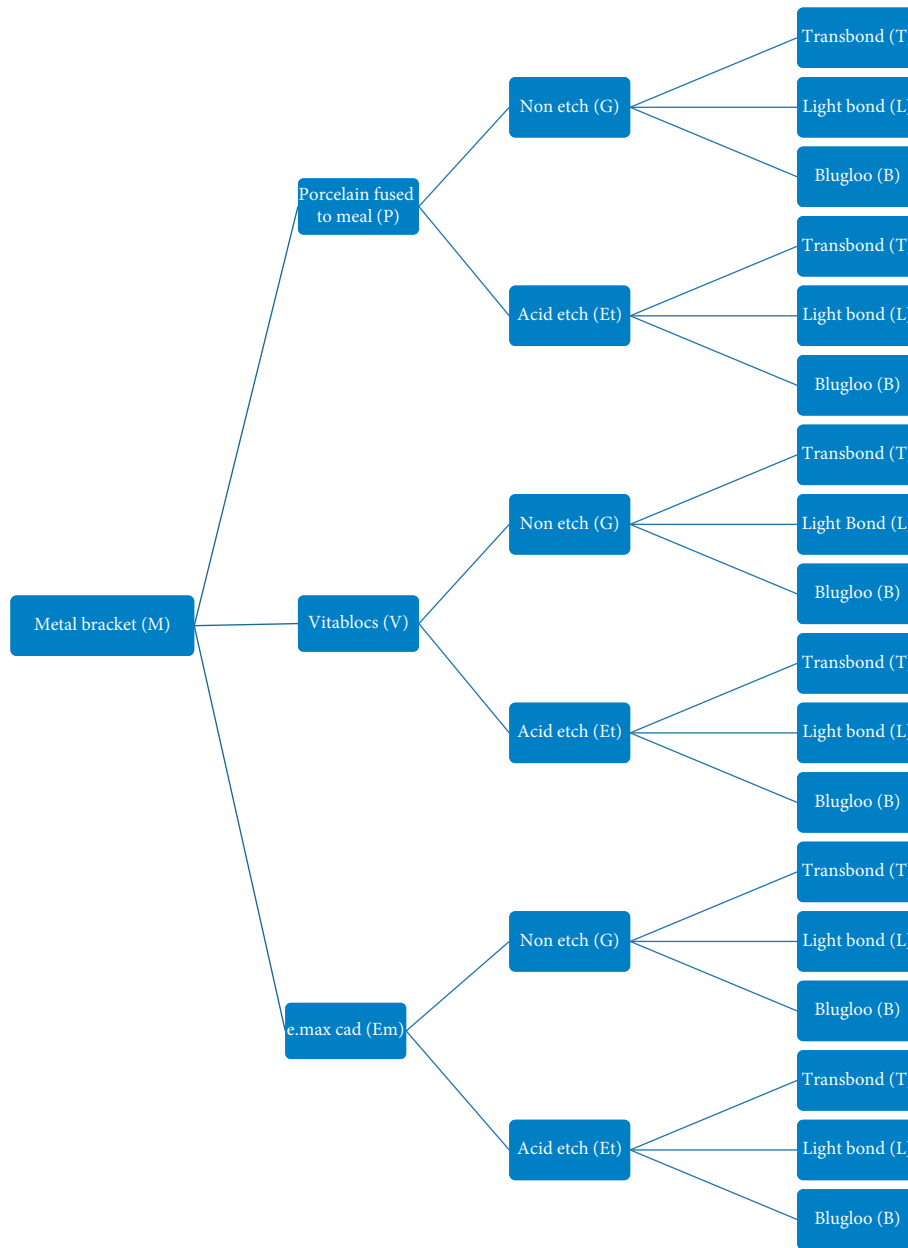 Metal bracket (M)
Porcelain fused
to meal (P)
Non etch (G)
Transbond (T
Light bond (L)
Blugloo (B)
Acid etch (Et)
Transbond (T
Light bond (L)
Blugloo (B)
Vitablocs (V)
Non etch (G)
Transbond (T
Light Bond (L
Blugloo (B)
Acid etch (Et)
Transbond (T
Light bond (L)
Blugloo (B)
e.max cad (Em)
Non etch (G)
Transbond (T
Light bond (L)
Blugloo (B)
Acid etch (Et)
Transbond (T
Light bond (L)
Blugloo (B)